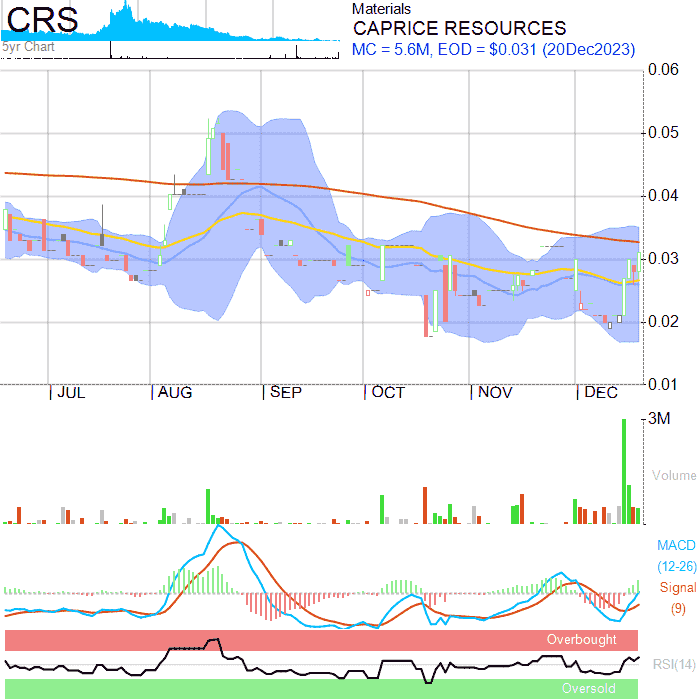 CRS
5yr Chart
Materials
CAPRICE RESOURCES
MC = 5.6M, EOD = $0.031 (20Dec2023)
0.06
0.05
0.04
0.03
0.02
0.01
JUL AUG SEP OCT NOV DEC
3M
Volume
MACD
(12-26)
Signal
(9)
Overbought
RSI(14)
Oversold